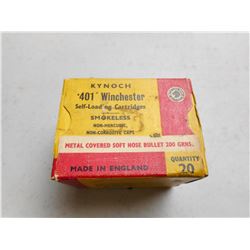 KYNOCH
'401' Winchester
Self-Loading Cartridges
SMOKELESS
NON-MERCURIC,
NON-CORROSIVE CAPS
METAL COVERED SOFT NOSE BULLET 200 GRNS.
QUANTITY
MADE IN ENGLAND 20